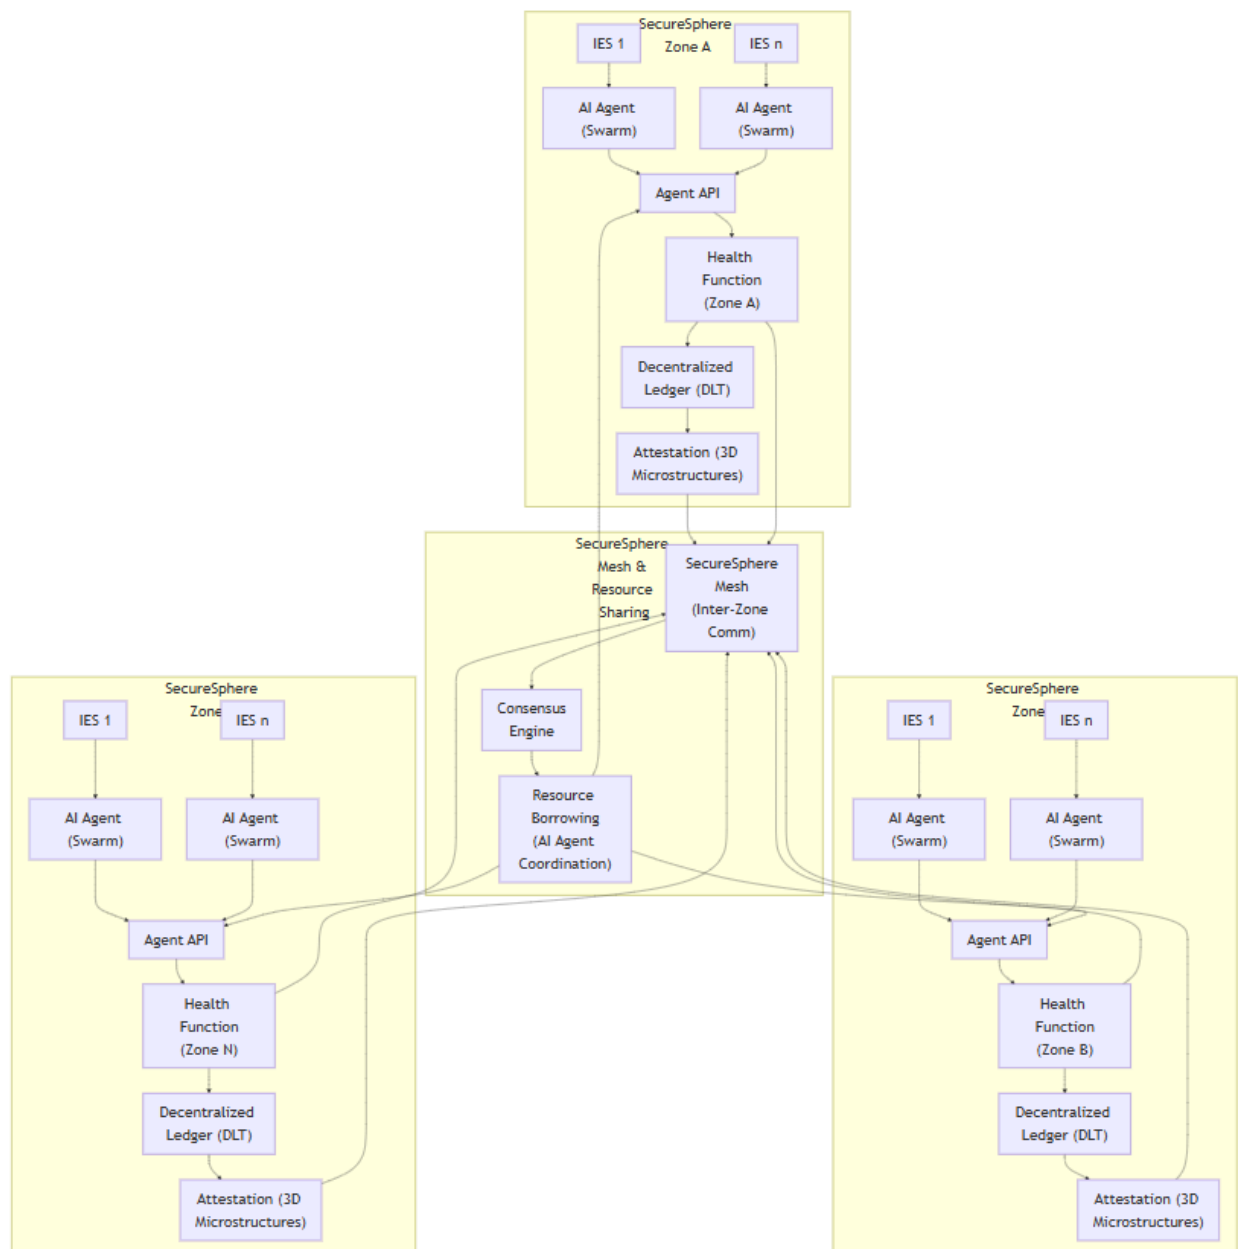 SecureSphere
Zone A
IES 1
IES n
AI Agent
(Swarm)
AI Agent
(Swarm)
Agent API
Health
Function
(Zone A)
Decentralized
Ledger (DLT)
Attestation (3D
Microstructures)
SecureSphere
Mesh &
Resource
Sharing
SecureSphere
Mesh
(Inter-Zone
Comm)
Consensus
Engine
Resource
Borrowing
(AI Agent
Coordination)
SecureSphere
Zone
IES 1
IES n
AI Agent
(Swarm)
AI Agent
(Swarm)
Agent API
Health
Function
(Zone N)
Decentralized
Ledger (DLT)
Attestation (3D
Microstructures)
SecureSphere
Zone
IES 1
IES n
AI Agent
(Swarm)
AI Agent
(Swarm)
Agent API
Health
Function
(Zone B)
Decentralized
Ledger (DLT)
Attestation (3D
Microstructures)